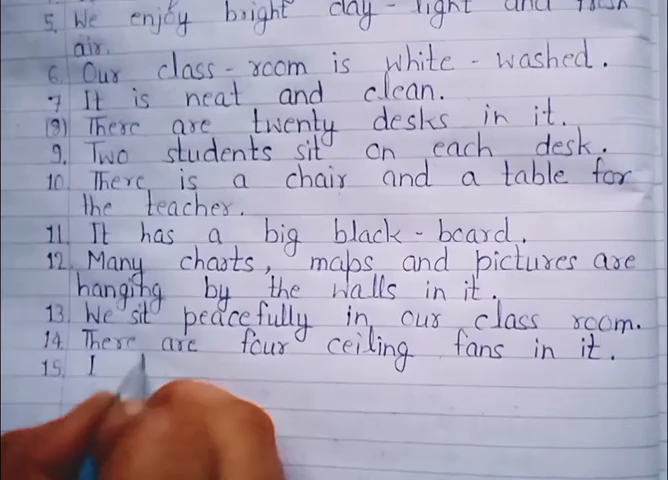 5. We enjoy bright day-light and fresh
air.
6. Our class-room is white-washed.
7. It is neat and clean.
(8) There are twenty desks in it.
9. Two students sit on each desk.
10. There is a chair and a table for
the teacher.
11. It has a big black-board.
12. Many charts, maps and pictures are
hanging by the walls in it.
13. We sit peacefully in our class room.
14. There are four ceiling fans in it.
15. I